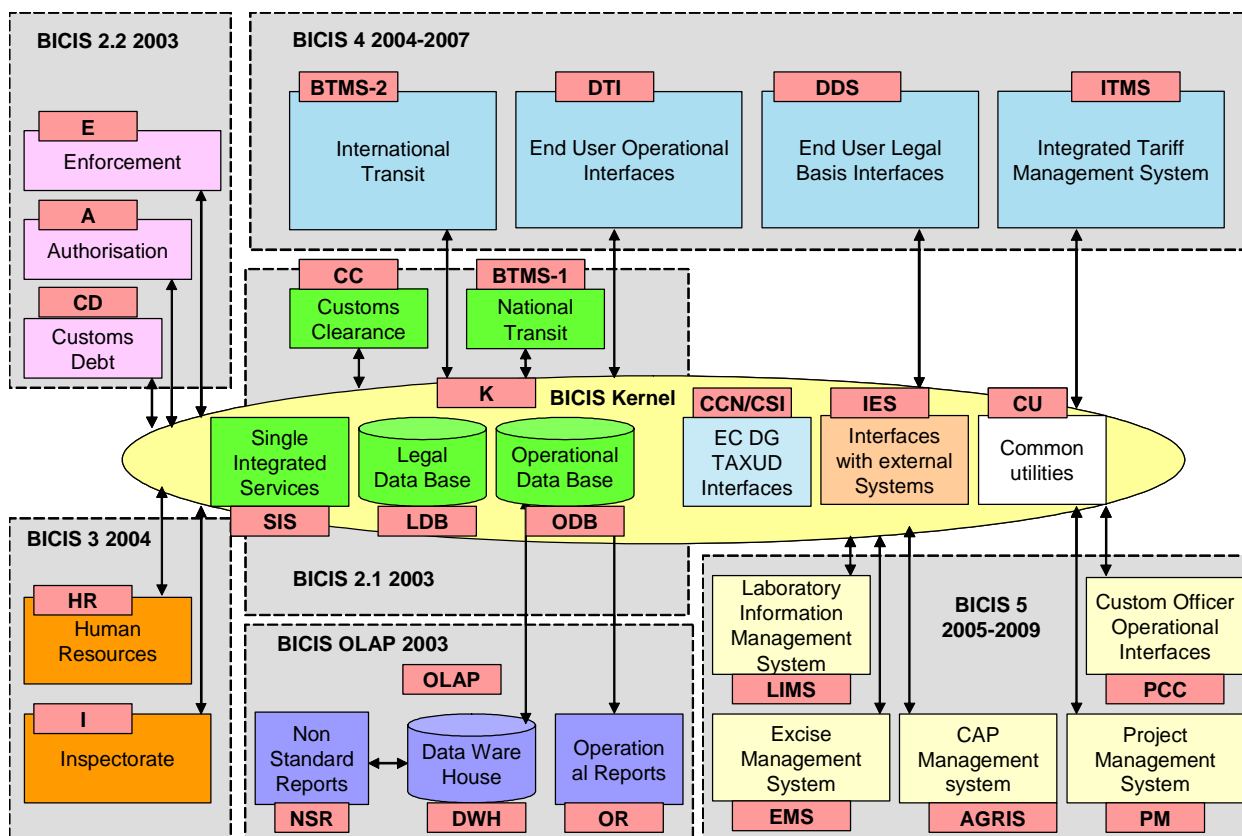 BICIS 2.2 2003
E
Enforcement
A
Authorisation
CD
Customs
Debt
BICIS 4 2004-2007
BTMS-2
International
Transit
DTI
End User Operational
Interfaces
DDS
End User Legal
Basis Interfaces
ITMS
Integrated Tariff
Management System
CC
Customs
Clearance
BTMS-1
National
Transit
K
BICIS Kernel
Single
Integrated
Services
SIS
Legal
Data Base
LDB
Operational
Data Base
ODB
CCN/CSI
EC DG
TAXUD
Interfaces
IES
Interfaces
with external
Systems
CU
Common
utilities
BICIS 2.1 2003
BICIS 3 2004
HR
Human
Resources
I
Inspectorate
BICIS OLAP 2003
OLAP
Non
Standard
Reports
NSR
Data Ware
House
DWH
Operation
al Reports
OR
Laboratory
Information
Management
System
LIMS
BICIS 5
2005-2009
Custom Officer
Operational
Interfaces
PCC
Excise
Management
System
EMS
CAP
Management
system
AGRIS
Project
Management
System
PM